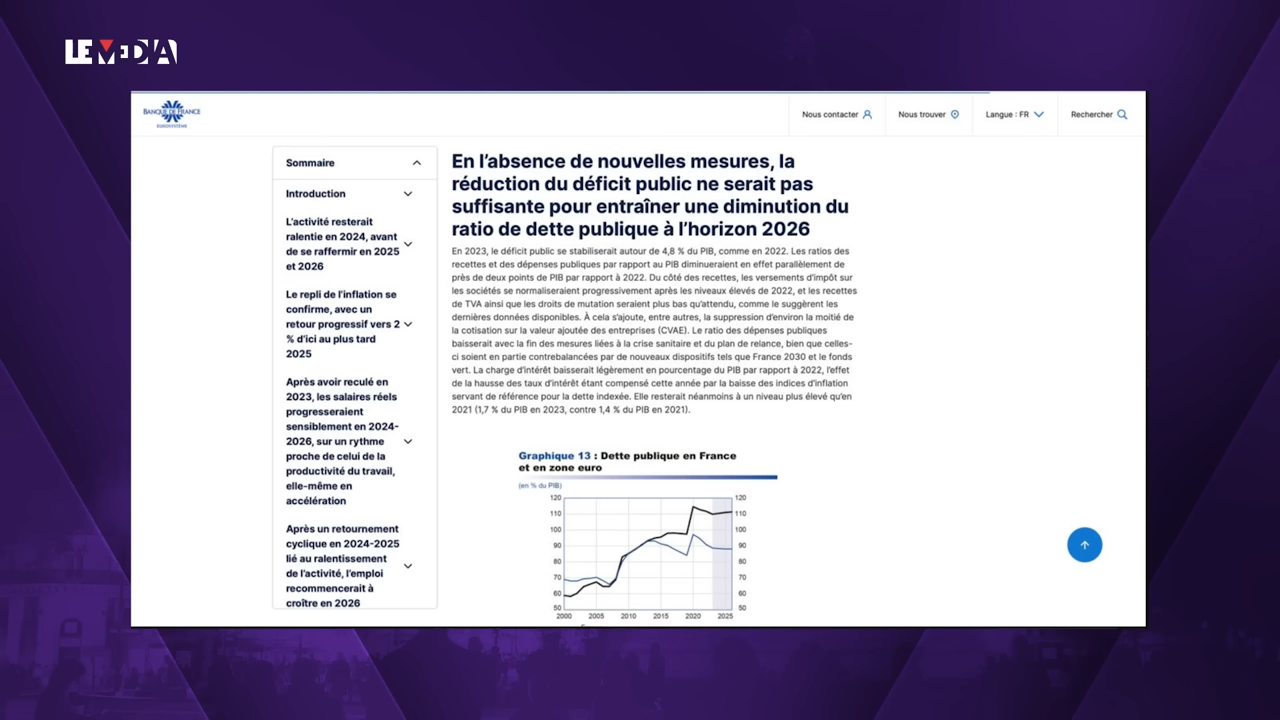 LE MEDIA
BANQUE DE FRANCE
EUROSYSTÈME
Nous contacter
Nous trouver
Langue : FR
Rechercher
Sommaire
Introduction
L'activité resterait
ralentie en 2024, avant
de se raffermir en 2025
et 2026
Le repli de l'inflation se
confirme, avec un
retour progressif vers 2
% d'ici au plus tard
2025
Après avoir reculé en
2023, les salaires réels
progresseraient
sensiblement en 2024-
2026, sur un rythme
proche de celui de la
productivité du travail,
elle-même en
accélération
Après un retournement
cyclique en 2024-2025
lié au ralentissement
de l'activité, l'emploi
recommencerait à
croître en 2026
En l'absence de nouvelles mesures, la
réduction du déficit public ne serait pas
suffisante pour entraîner une diminution du
ratio de dette publique à l'horizon 2026
En 2023, le déficit public se stabiliserait autour de 4,8 % du PIB, comme en 2022. Les ratios des
recettes et des dépenses publiques par rapport au PIB diminueraient en effet parallèlement de
près de deux points de PIB par rapport à 2022. Du côté des recettes, les versements d'impôt sur
les sociétés se normaliseraient progressivement après les niveaux élevés de 2022, et les recettes
de TVA ainsi que les droits de mutation seraient plus bas qu'attendu, comme le suggèrent les
dernières données disponibles. À cela s'ajoute, entre autres, la suppression d'environ la moitié de
la cotisation sur la valeur ajoutée des entreprises (CVAE). Le ratio des dépenses publiques
baisserait avec la fin des mesures liées à la crise sanitaire et du plan de relance, bien que celles-
ci soient en partie contrebalancées par de nouveaux dispositifs tels que France 2030 et le fonds
vert. La charge d'intérêt baisserait légèrement en pourcentage du PIB par rapport à 2022, l'effet
de la hausse des taux d'intérêt étant compensé cette année par la baisse des indices d'inflation
servant de référence pour la dette indexée. Elle resterait néanmoins à un niveau plus élevé qu'en
2021 (1,7 % du PIB en 2023, contre 1,4 % du PIB en 2021).
Graphique 13 : Dette publique en France
et en zone euro
(en % du PIB)
120 120
110 110
100 100
90 90
80 80
70 70
60 60
50 50
2000 2005 2010 2015 2020 2025